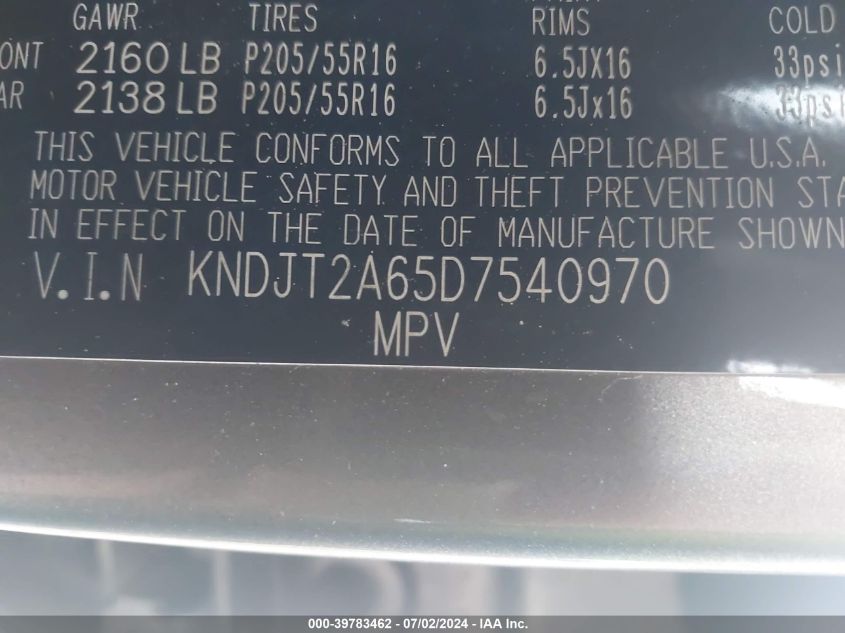 GAWR TIRES RIMS COLD
ONT 2160 LB P205/55R16 6.5JX16 33psi
AR 2138 LB P205/55R16 6.5Jx16 33psi
THIS VEHICLE CONFORMS TO ALL APPLICABLE U.S.A.
MOTOR VEHICLE SAFETY AND THEFT PREVENTION STA
IN EFFECT ON THE DATE OF MANUFACTURE SHOWN
V.I.N KNDJT2A65D7540970
MPV
000-39783462 - 07/02/2024 - IAA Inc.